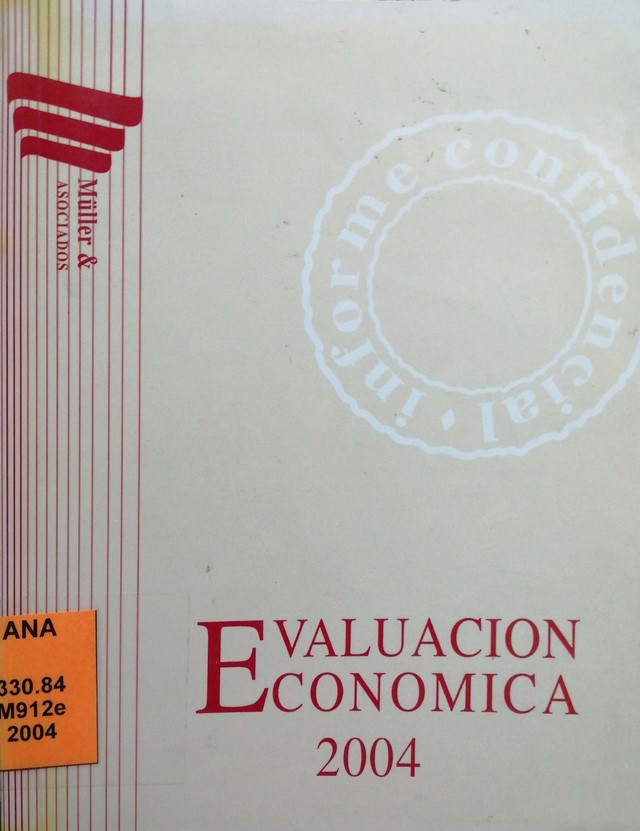 Müller &
ASOCIADOS
informe confidencial
EVALUACION
ECONOMICA
2004
ANA
330.84
M912e
2004